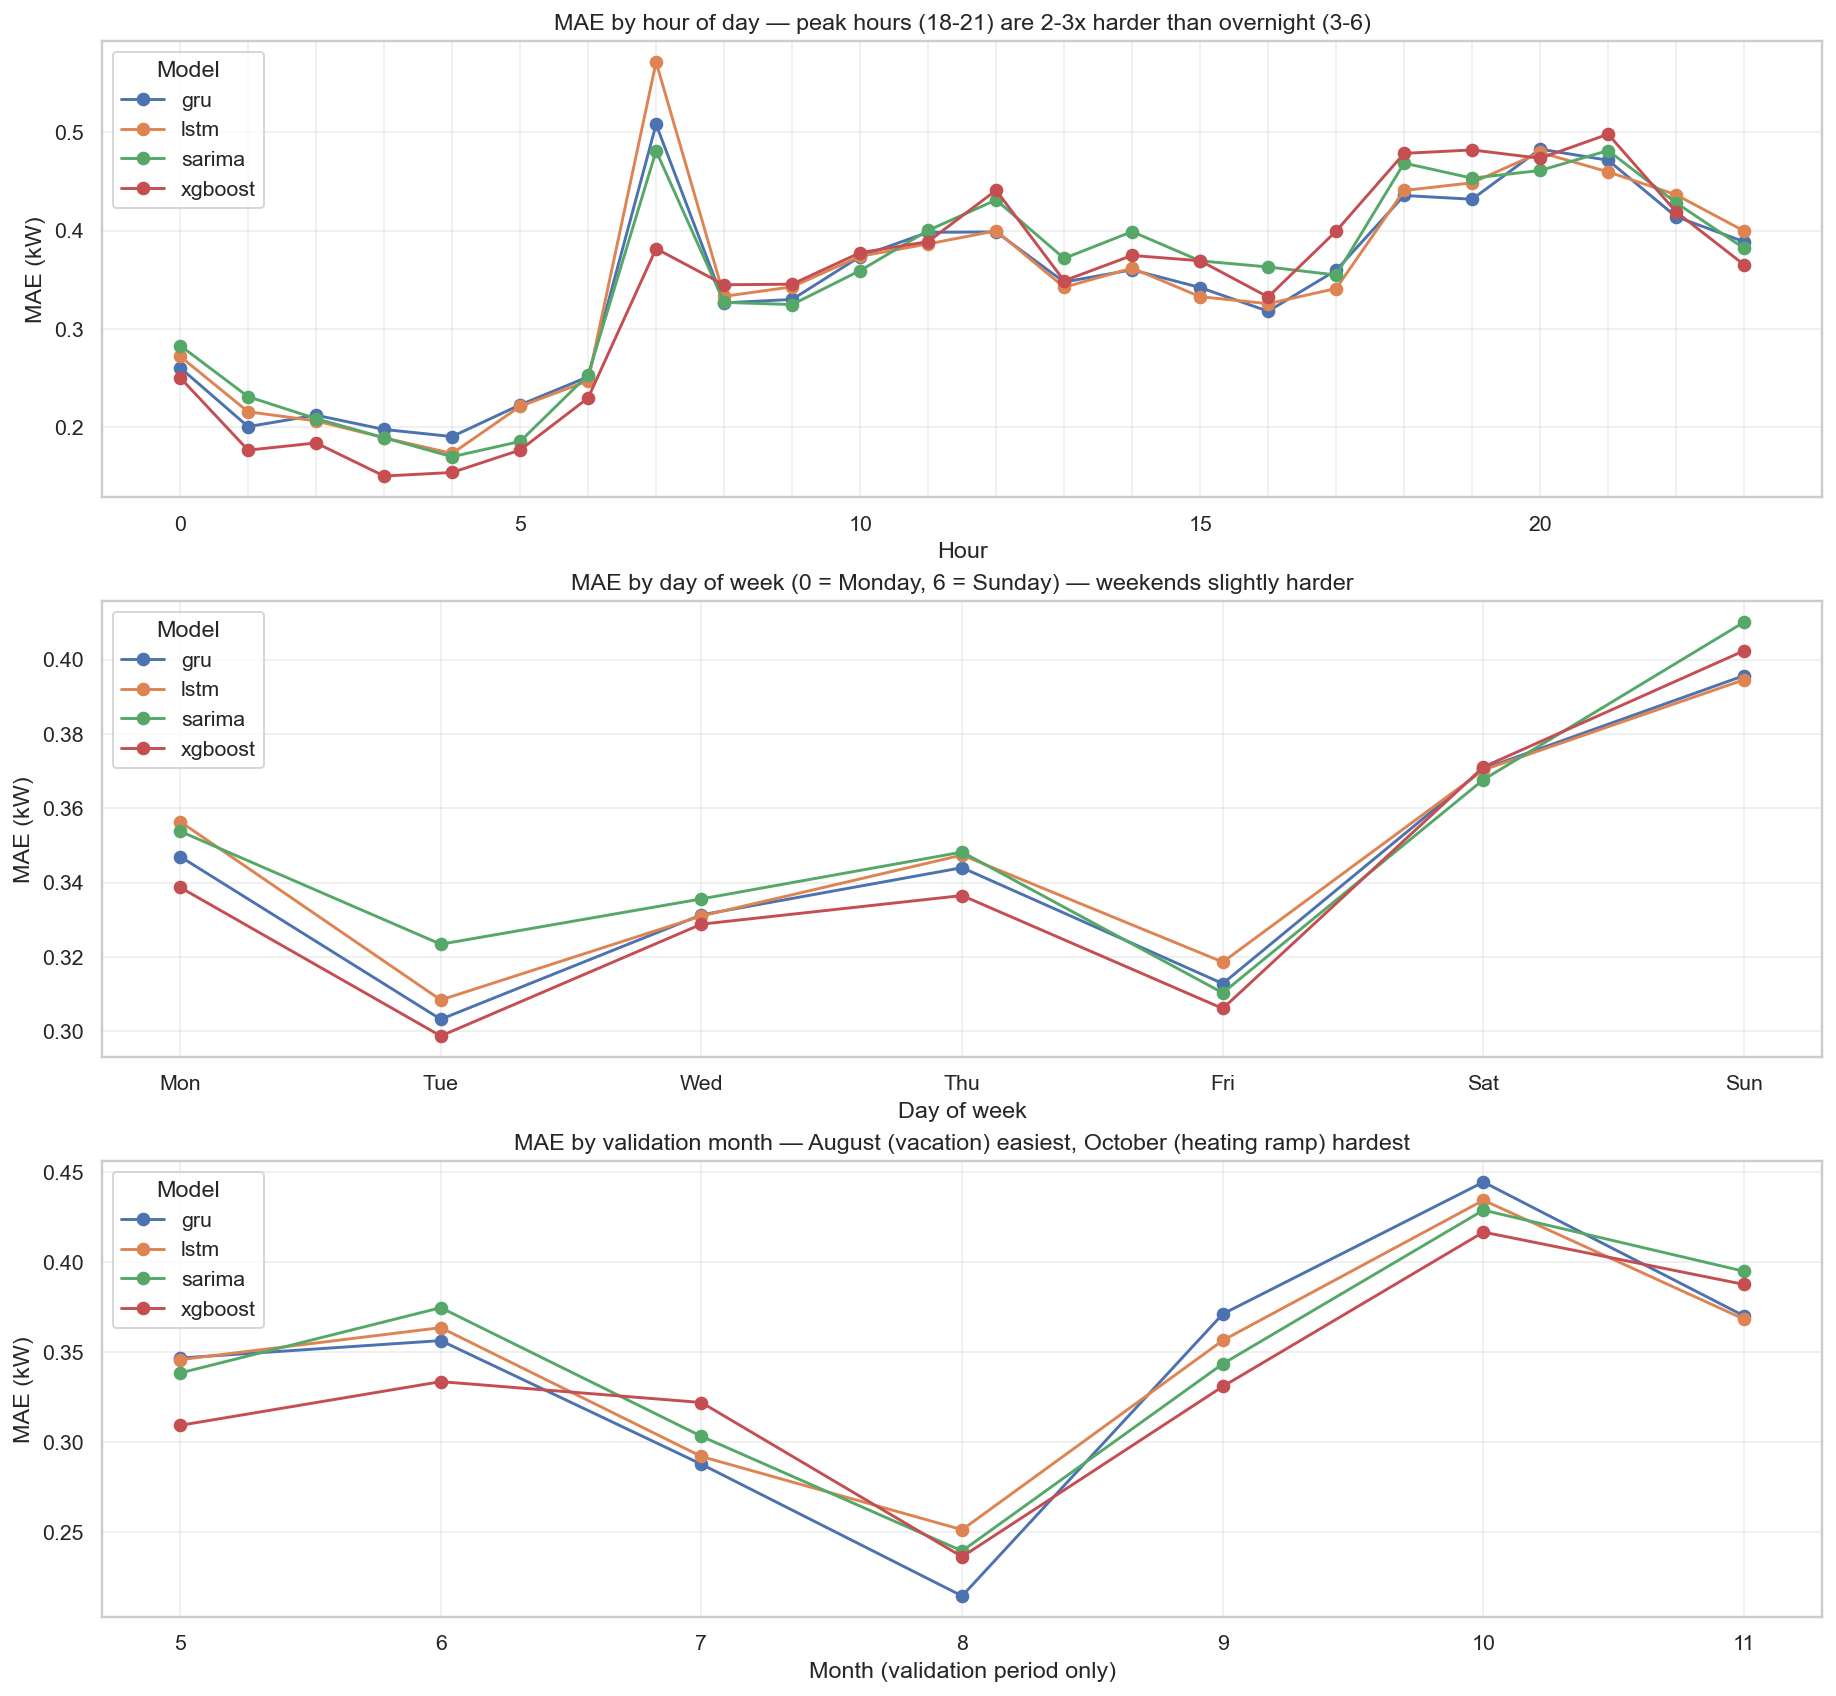 MAE by hour of day — peak hours (18-21) are 2-3x harder than overnight (3-6)
Model
gru
lstm
sarima
xgboost
MAE (kW)
0.5
0.4
0.3
0.2
0 5 10 15 20
Hour
MAE by day of week (0 = Monday, 6 = Sunday) — weekends slightly harder
Model
gru
lstm
sarima
xgboost
MAE (kW)
0.40
0.38
0.36
0.34
0.32
0.30
Mon Tue Wed Thu Fri Sat Sun
Day of week
MAE by validation month — August (vacation) easiest, October (heating ramp) hardest
Model
gru
lstm
sarima
xgboost
MAE (kW)
0.45
0.40
0.35
0.30
0.25
5 6 7 8 9 10 11
Month (validation period only)